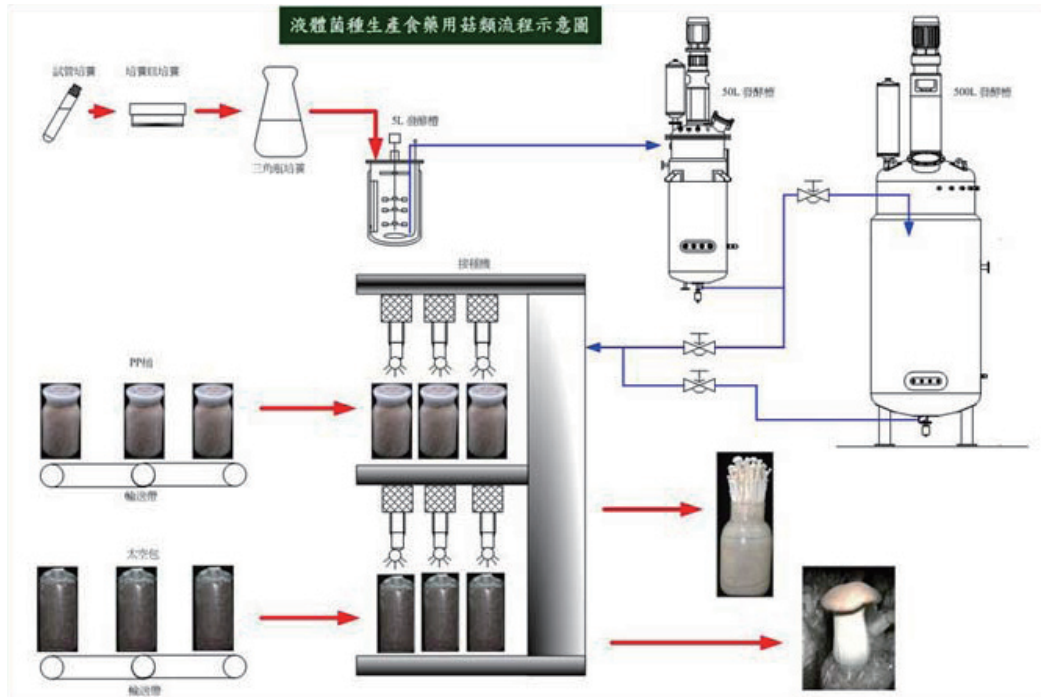 液體菌種生產食藥用菇類流程示意圖
試管培養
培養皿培養
三角瓶培養
5L 發酵槽
50L 發酵槽
500L 發酵槽
接種機
PP桶
輸送帶
太空包
輸送帶